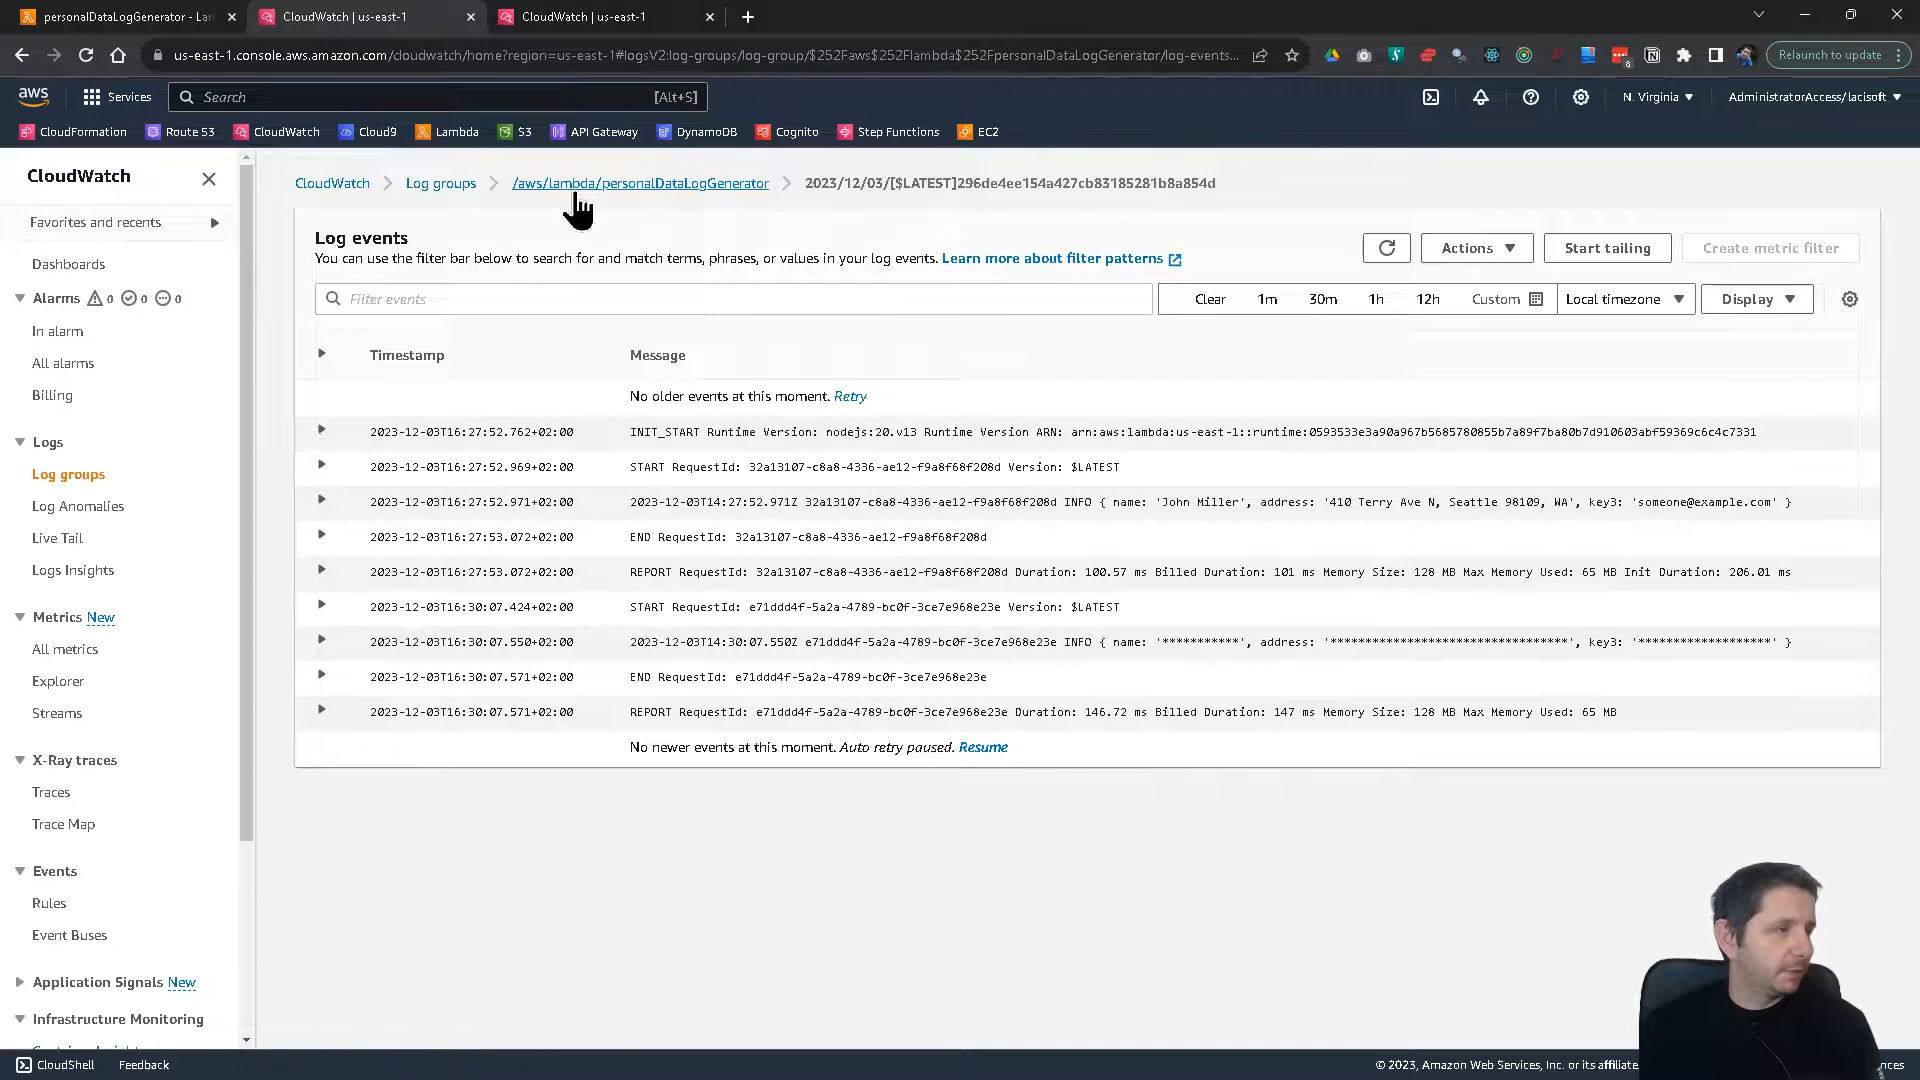 personalDataLogGenerator - La
CloudWatch | us-east-1
CloudWatch | us-east-1
us-east-1.console.aws.amazon.com/cloudwatch/home?region=us-east-1#logsV2:log-groups/log-group/$252Faws$252Flambda$252FpersonalDataLogGenerator/log-events...
8
Relaunch to update
aws
Services
Search
[Alt+S]
N. Virginia
AdministratorAccess/lacisoft
CloudFormation
Route 53
CloudWatch
Cloud9
Lambda
S3
API Gateway
DynamoDB
Cognito
Step Functions
EC2
CloudWatch
Favorites and recents
Dashboards
Alarms 0 0 0
In alarm
All alarms
Billing
Logs
Log groups
Log Anomalies
Live Tail
Logs Insights
Metrics New
All metrics
Explorer
Streams
X-Ray traces
Traces
Trace Map
Events
Rules
Event Buses
Application Signals New
Infrastructure Monitoring
CloudWatch
Log groups
/aws/lambda/personalDataLogGenerator
2023/12/03/[$LATEST]296de4ee154a427cb83185281b8a854d
Log events
You can use the filter bar below to search for and match terms, phrases, or values in your log events. Learn more about filter patterns
Actions
Start tailing
Create metric filter
Filter events
Clear
1m
30m
1h
12h
Custom
Local timezone
Display
Timestamp
Message
No older events at this moment. Retry
2023-12-03T16:27:52.762+02:00 INIT_START Runtime Version: nodejs:20.v13 Runtime Version ARN: arn:aws:lambda:us-east-1::runtime:0593533e3a90a967b5685780855b7a89f7ba80b7d910603abf59369c6c4c7331
2023-12-03T16:27:52.969+02:00 START RequestId: 32a13107-c8a8-4336-ae12-f9a8f68f208d Version: $LATEST
2023-12-03T16:27:52.971+02:00 2023-12-03T14:27:52.971Z 32a13107-c8a8-4336-ae12-f9a8f68f208d INFO { name: 'John Miller', address: '410 Terry Ave N, Seattle 98109, WA', key3: 'someone@example.com' }
2023-12-03T16:27:53.072+02:00 END RequestId: 32a13107-c8a8-4336-ae12-f9a8f68f208d
2023-12-03T16:27:53.072+02:00 REPORT RequestId: 32a13107-c8a8-4336-ae12-f9a8f68f208d Duration: 100.57 ms Billed Duration: 101 ms Memory Size: 128 MB Max Memory Used: 65 MB Init Duration: 206.01 ms
2023-12-03T16:30:07.424+02:00 START RequestId: e71ddd4f-5a2a-4789-bc0f-3ce7e968e23e Version: $LATEST
2023-12-03T16:30:07.550+02:00 2023-12-03T14:30:07.550Z e71ddd4f-5a2a-4789-bc0f-3ce7e968e23e INFO { name: '***********', address: '**********************************', key3: '*******************' }
2023-12-03T16:30:07.571+02:00 END RequestId: e71ddd4f-5a2a-4789-bc0f-3ce7e968e23e
2023-12-03T16:30:07.571+02:00 REPORT RequestId: e71ddd4f-5a2a-4789-bc0f-3ce7e968e23e Duration: 146.72 ms Billed Duration: 147 ms Memory Size: 128 MB Max Memory Used: 65 MB
No newer events at this moment. Auto retry paused. Resume
CloudShell
Feedback
© 2023, Amazon Web Services, Inc. or its affiliate
nces